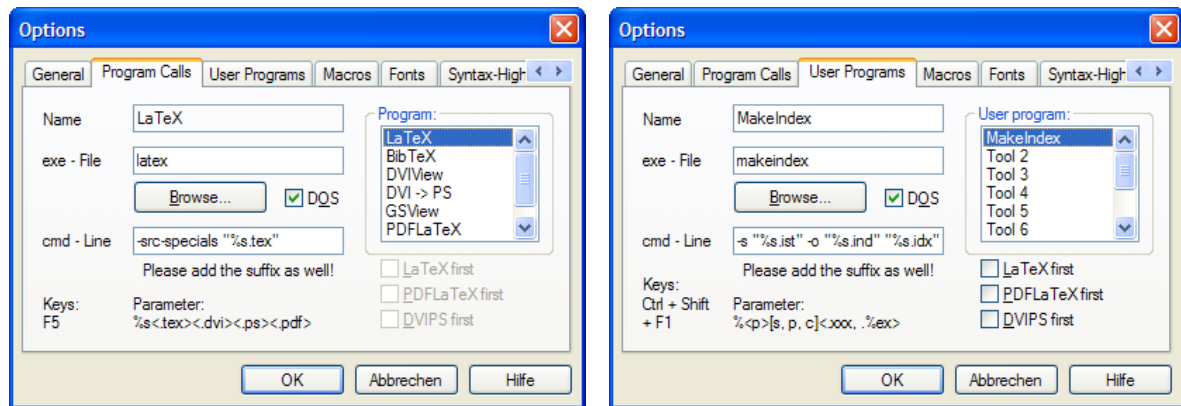 Options
General Program Calls User Programs Macros Fonts Syntax-High
Name LaTeX
exe - File latex
Browse... DOS
cmd - Line -src-specials "%s.tex"
Please add the suffix as well!
Keys:
F5
Parameter:
%s<.tex><.dvi><.ps><.pdf>
Program:
LaTeX
BibTeX
DVIView
DVI -> PS
GSView
PDFLaTeX
LaTeX first
PDFLaTeX first
DVIPS first
OK Abbrechen Hilfe
Options
General Program Calls User Programs Macros Fonts Syntax-High
Name MakeIndex
exe - File makeindex
Browse... DOS
cmd - Line -s "%s.ist" -o "%s.ind" "%s.idx"
Please add the suffix as well!
Keys:
Ctrl + Shift
+ F1
Parameter:
%<p>[s, p, c]<.xxx, .%ex>
User program:
MakeIndex
Tool 2
Tool 3
Tool 4
Tool 5
Tool 6
LaTeX first
PDFLaTeX first
DVIPS first
OK Abbrechen Hilfe